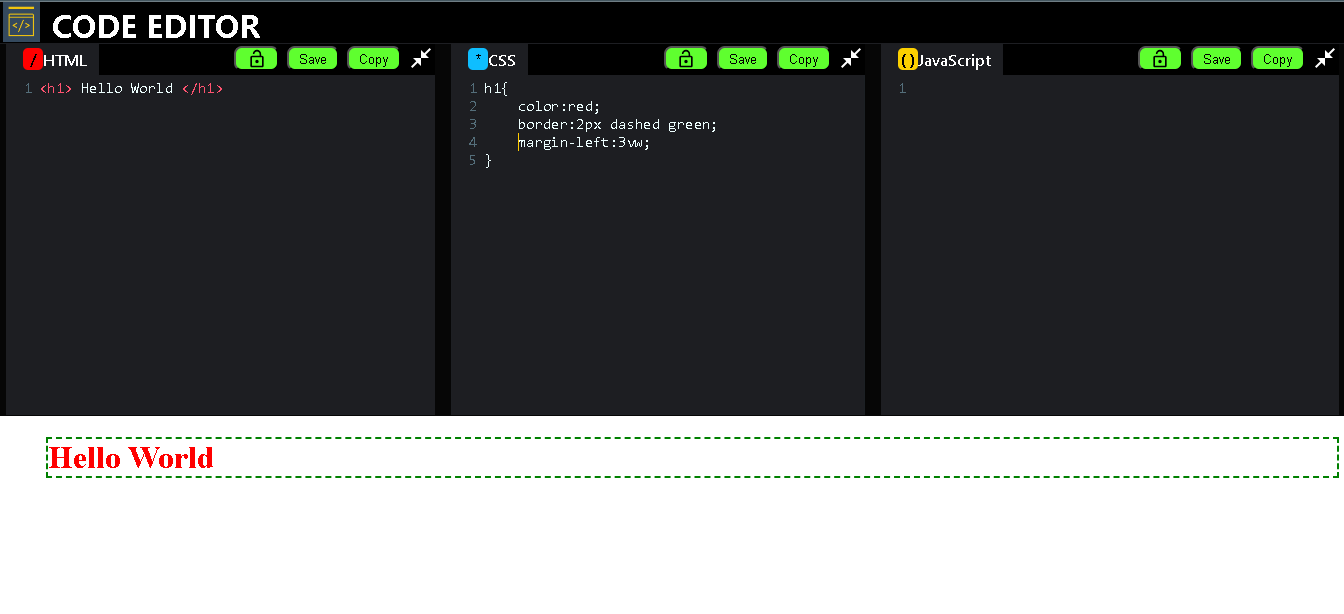 </> CODE EDITOR
/ HTML Save Copy
1 <h1> Hello World </h1>
* CSS Save Copy
1 h1{
2 color:red;
3 border:2px dashed green;
4 margin-left:3vw;
5 }
() JavaScript Save Copy
1
Hello World